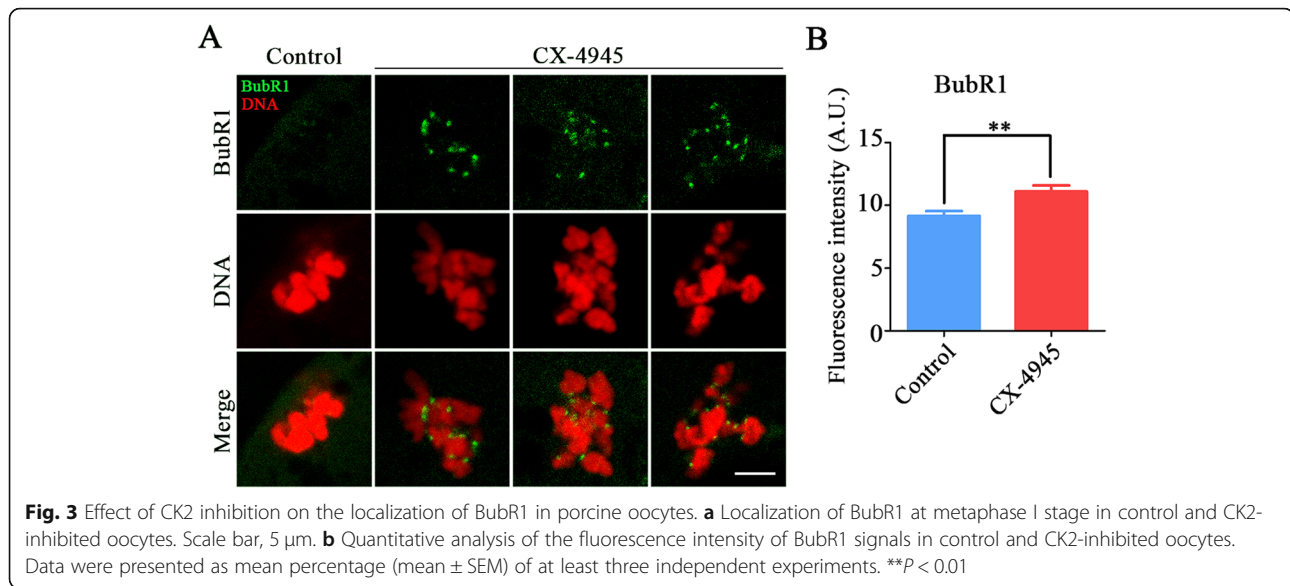 A
B
Control
CX-4945
BubR1
DNA
BubR1
DNA
Merge
BubR1
**
Fluorescence intensity (A.U.)
15
10
5
0
Control
CX-4945
Fig. 3 Effect of CK2 inhibition on the localization of BubR1 in porcine oocytes. a Localization of BubR1 at metaphase I stage in control and CK2-
inhibited oocytes. Scale bar, 5 μm. b Quantitative analysis of the fluorescence intensity of BubR1 signals in control and CK2-inhibited oocytes.
Data were presented as mean percentage (mean ± SEM) of at least three independent experiments. **P < 0.01